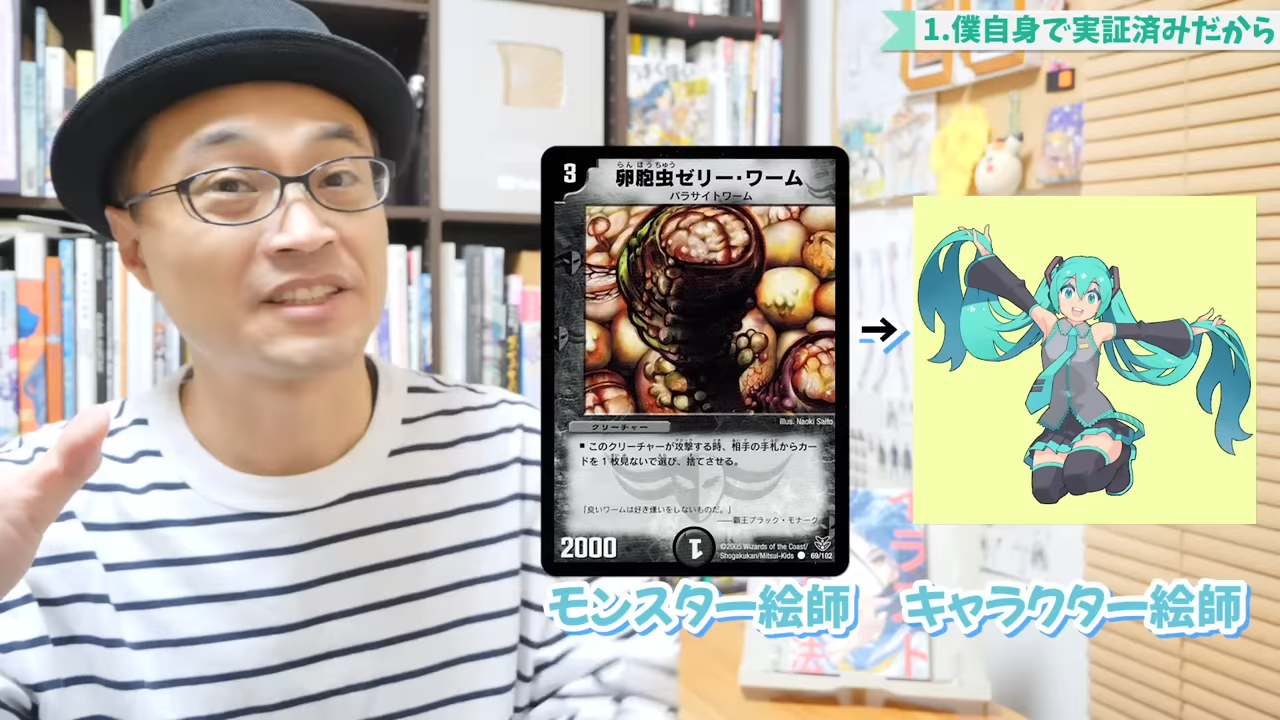 1.僕自身で実証済みだから
3
らんほうちゅう
卵胞虫ゼリー・ワーム
パラサイトワーム
illus. Naoki Saito
クリーチャー
■ このクリーチャーが攻撃する時、相手の手札からカー
ドを1枚見ないで選び、捨てさせる。
「良いワームは好き嫌いをしないものだ。」
——覇王ブラック・モナーク
2000
1
©2005 Wizards of the Coast/
Shogakukan/Mitsui-Kids
69/102
モンスター絵師
キャラクター絵師